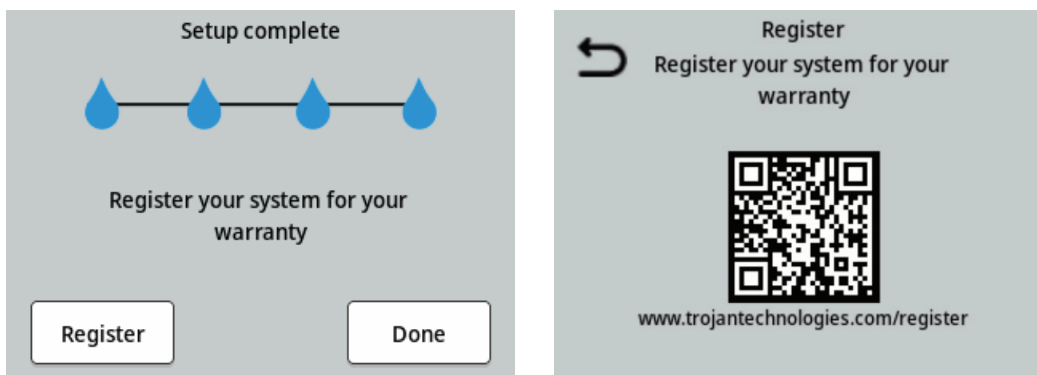 Setup complete
Register your system for your
warranty
Register
Done
Register
Register your system for your
warranty
www.trojantechnologies.com/register